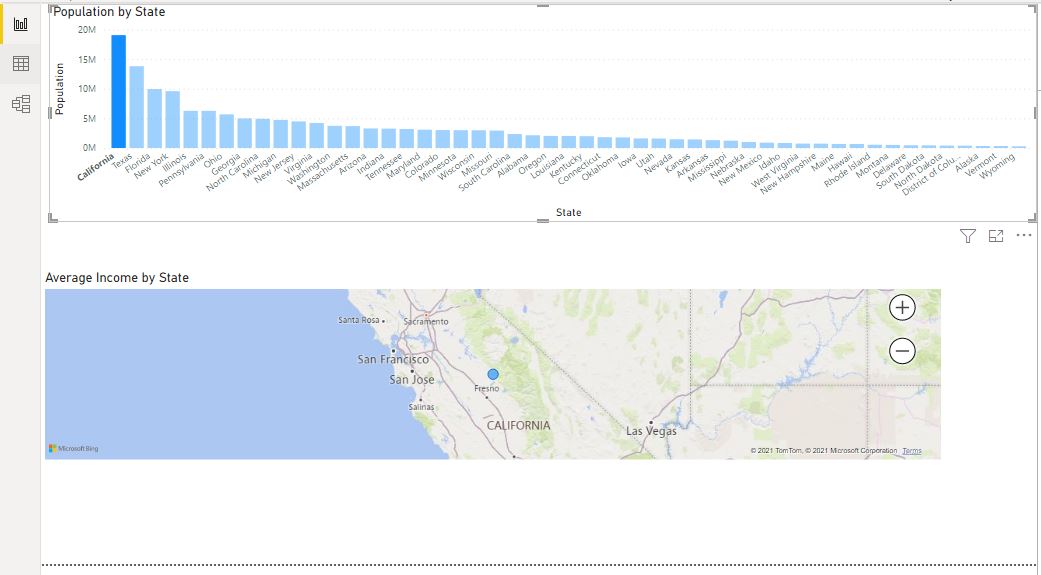 Population by State
20M
15M
10M
5M
0M
Population
California
Texas
Florida
New York
Illinois
Pennsylvania
Ohio
Georgia
North Carolina
Michigan
New Jersey
Virginia
Washington
Massachusetts
Arizona
Indiana
Tennessee
Maryland
Colorado
Minnesota
Wisconsin
Missouri
South Carolina
Alabama
Oregon
Louisiana
Kentucky
Connecticut
Oklahoma
Iowa
Utah
Nevada
Kansas
Arkansas
Mississippi
Nebraska
New Mexico
Idaho
West Virginia
New Hampshire
Maine
Hawaii
Rhode Island
Montana
Delaware
South Dakota
North Dakota
District of Colu...
Alaska
Vermont
Wyoming
State
Average Income by State
Santa Rosa
Sacramento
San Francisco
San Jose
Fresno
Salinas
CALIFORNIA
Las Vegas
Microsoft Bing
© 2021 TomTom, © 2021 Microsoft Corporation Terms